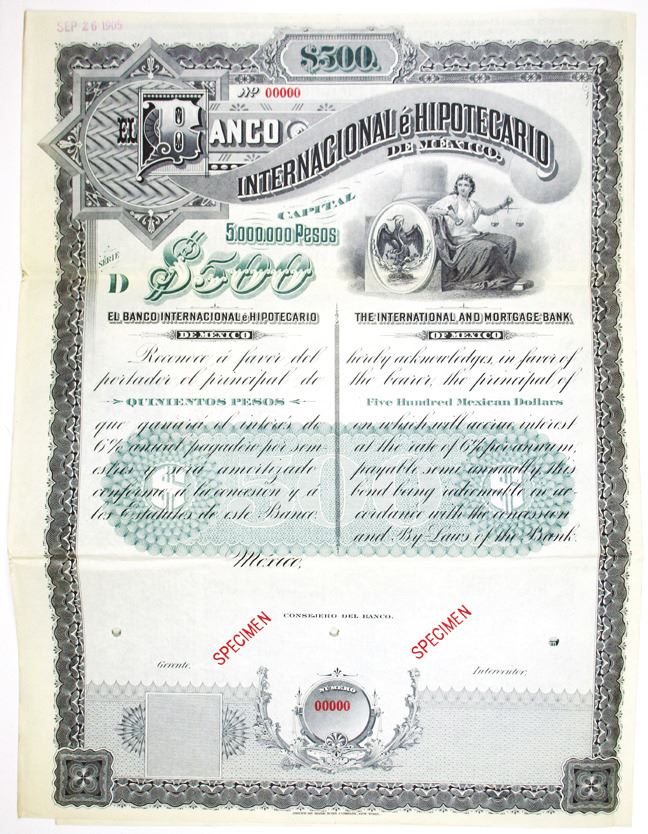 SEP 26 1905
$500.
Nº 00000
EL BANCO
INTERNACIONAL é HIPOTECARIO
DE MÉXICO.
CAPITAL
5.000.000 Pesos
SÉRIE
D $500
EL BANCO INTERNACIONAL é HIPOTECARIO
DE MEXICO
Reconoce á favor del
portador el principal de
QUINIENTOS PESOS
que ganará el interés de
6% anual pagadero por sem
estres y será amortizado
conforme á la concesion y á
los Estatutos de este Banco.
THE INTERNATIONAL AND MORTGAGE BANK
OF MEXICO
hereby acknowledges, in favor of
the bearer, the principal of
Five Hundred Mexican Dollars
on which will accrue interest
at the rate of 6% per annum,
payable semi annually, this
bond being redeemable in ac-
cordance with the concession
and By-Laws of the Bank.
500
México,
CONSEJERO DEL BANCO.
SPECIMEN
SPECIMEN
Gerente.
Interventor.
NUMERO
00000